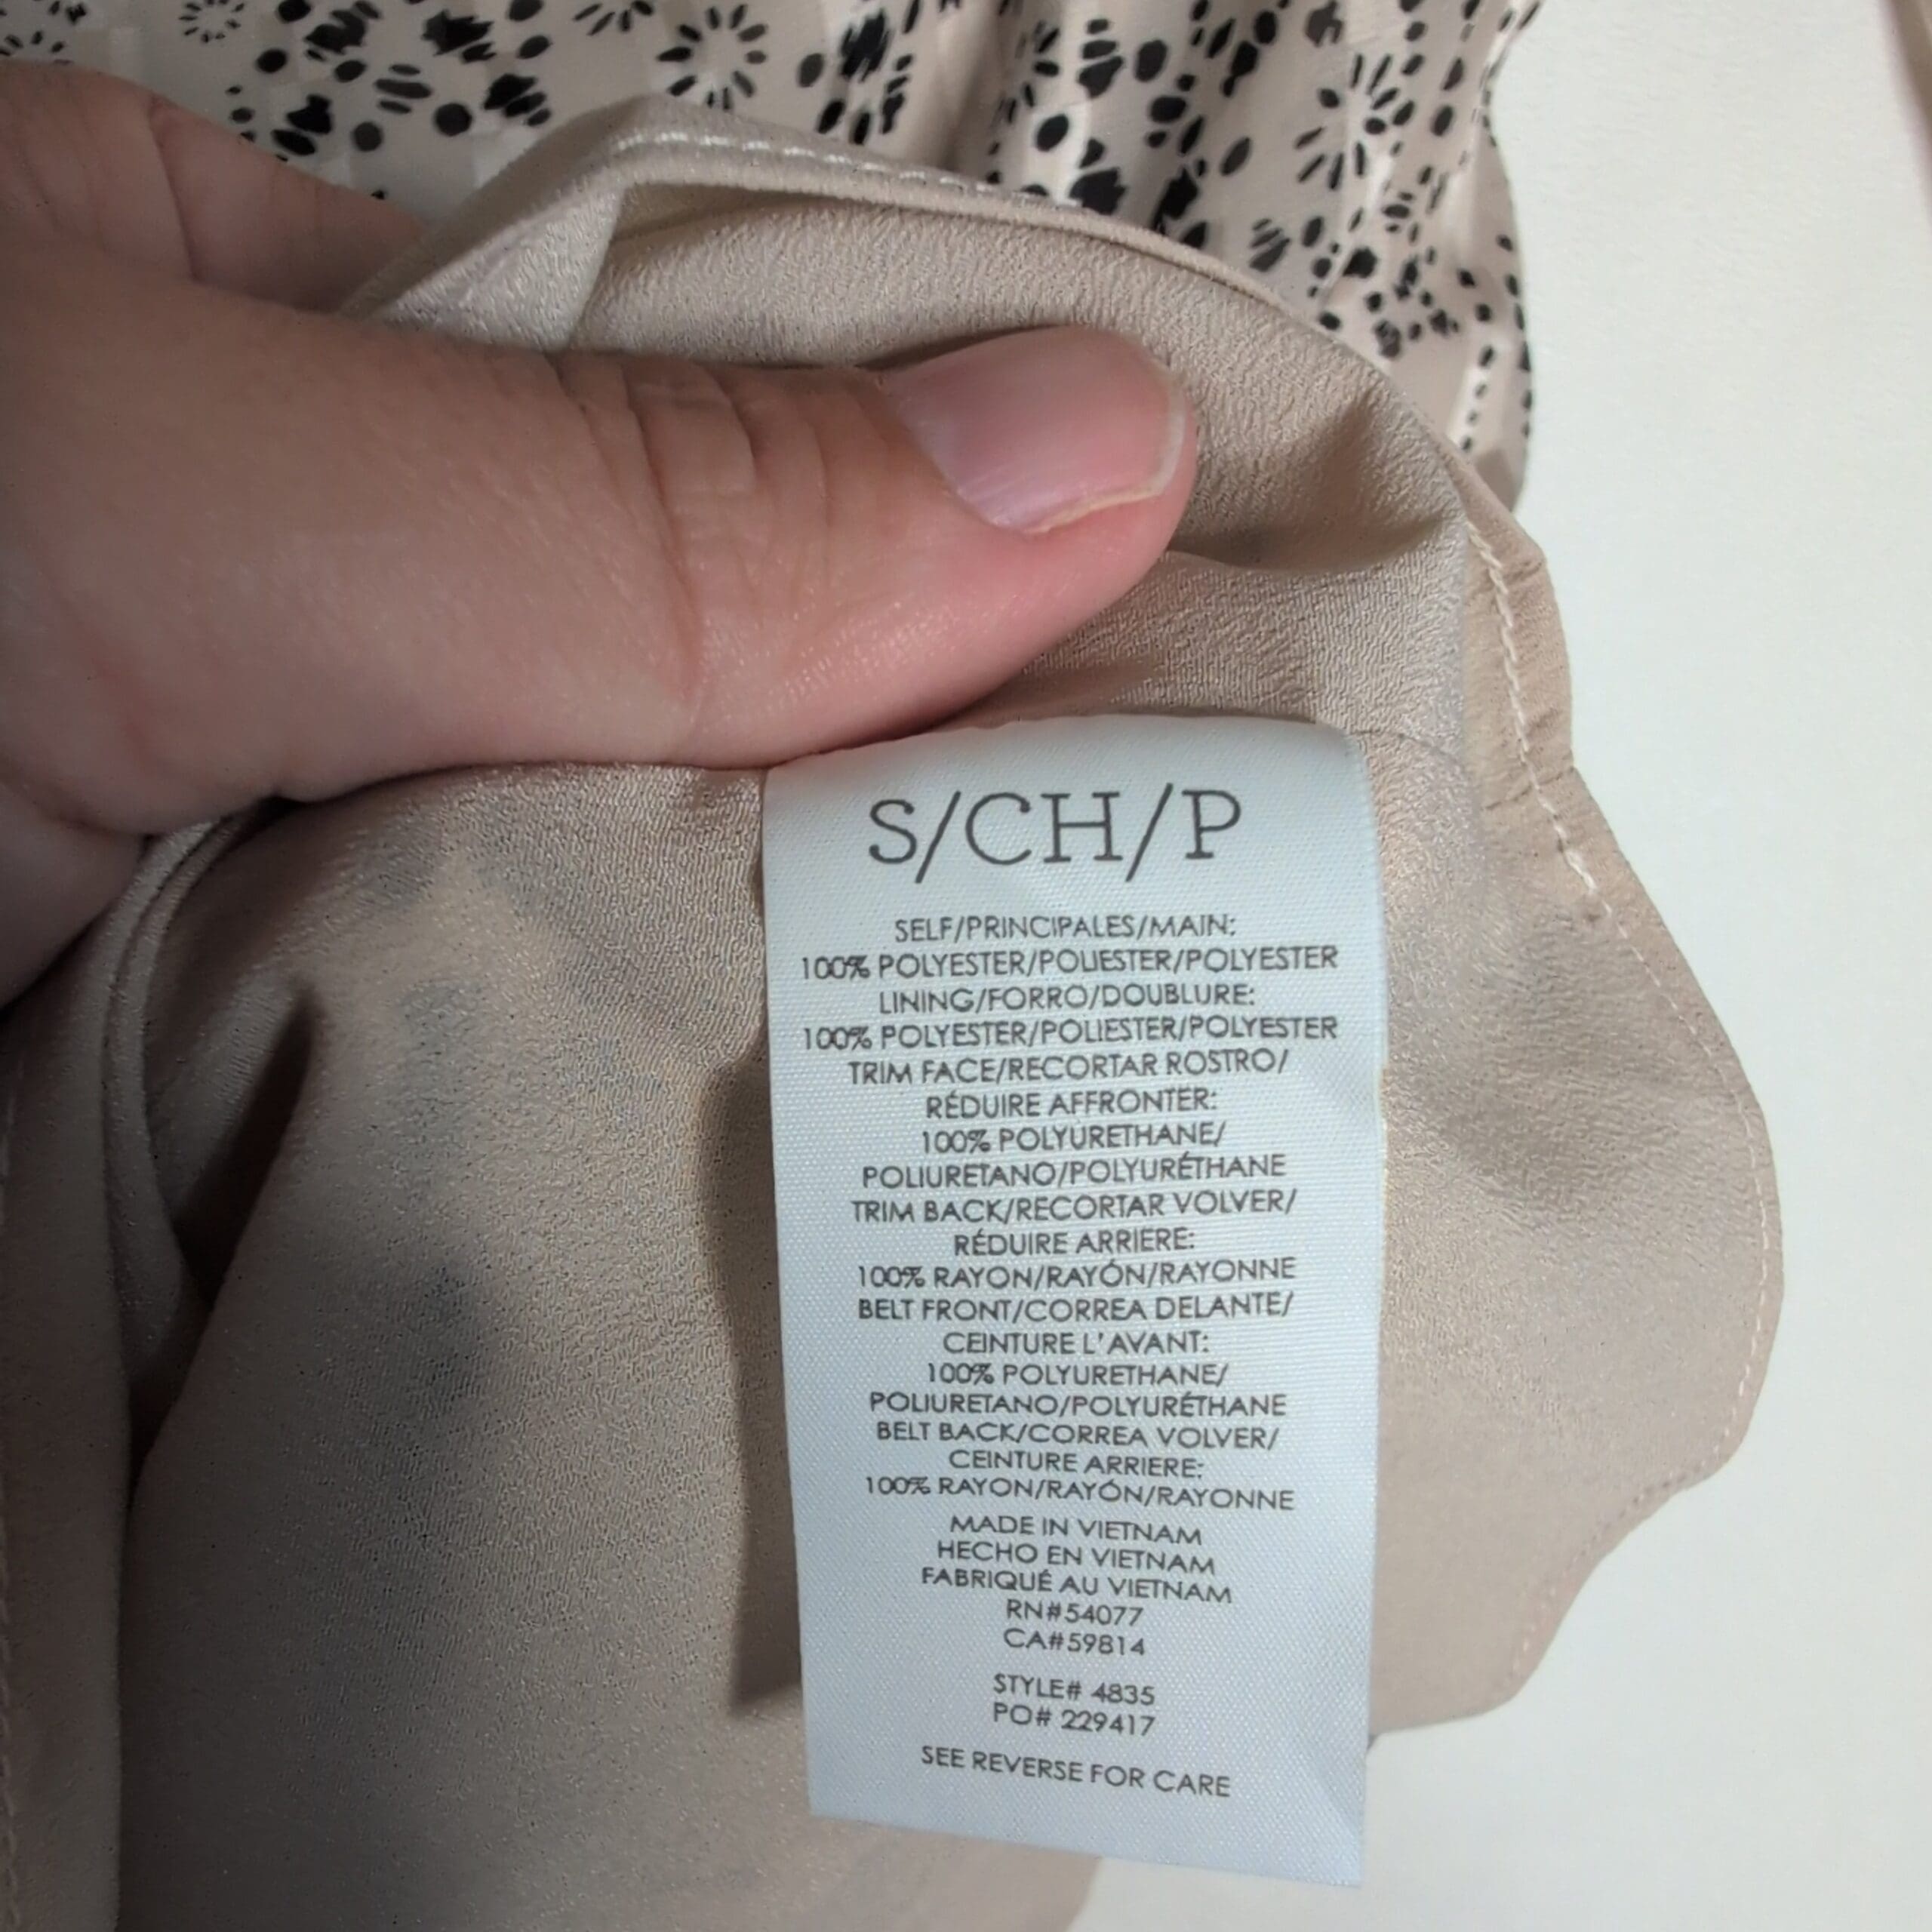 S/CH/P
SELF/PRINCIPALES/MAIN:
100% POLYESTER/POLIESTER/POLYESTER
LINING/FORRO/DOUBLURE:
100% POLYESTER/POLIESTER/POLYESTER
TRIM FACE/RECORTAR ROSTRO/
RÉDUIRE AFFRONTER:
100% POLYURETHANE/
POLIURETANO/POLYURÉTHANE
TRIM BACK/RECORTAR VOLVER/
RÉDUIRE ARRIERE:
100% RAYON/RAYÓN/RAYONNE
BELT FRONT/CORREA DELANTE/
CEINTURE L'AVANT:
100% POLYURETHANE/
POLIURETANO/POLYURÉTHANE
BELT BACK/CORREA VOLVER/
CEINTURE ARRIERE:
100% RAYON/RAYÓN/RAYONNE
MADE IN VIETNAM
HECHO EN VIETNAM
FABRIQUÉ AU VIETNAM
RN#54077
CA#59814
STYLE# 4835
PO# 229417
SEE REVERSE FOR CARE